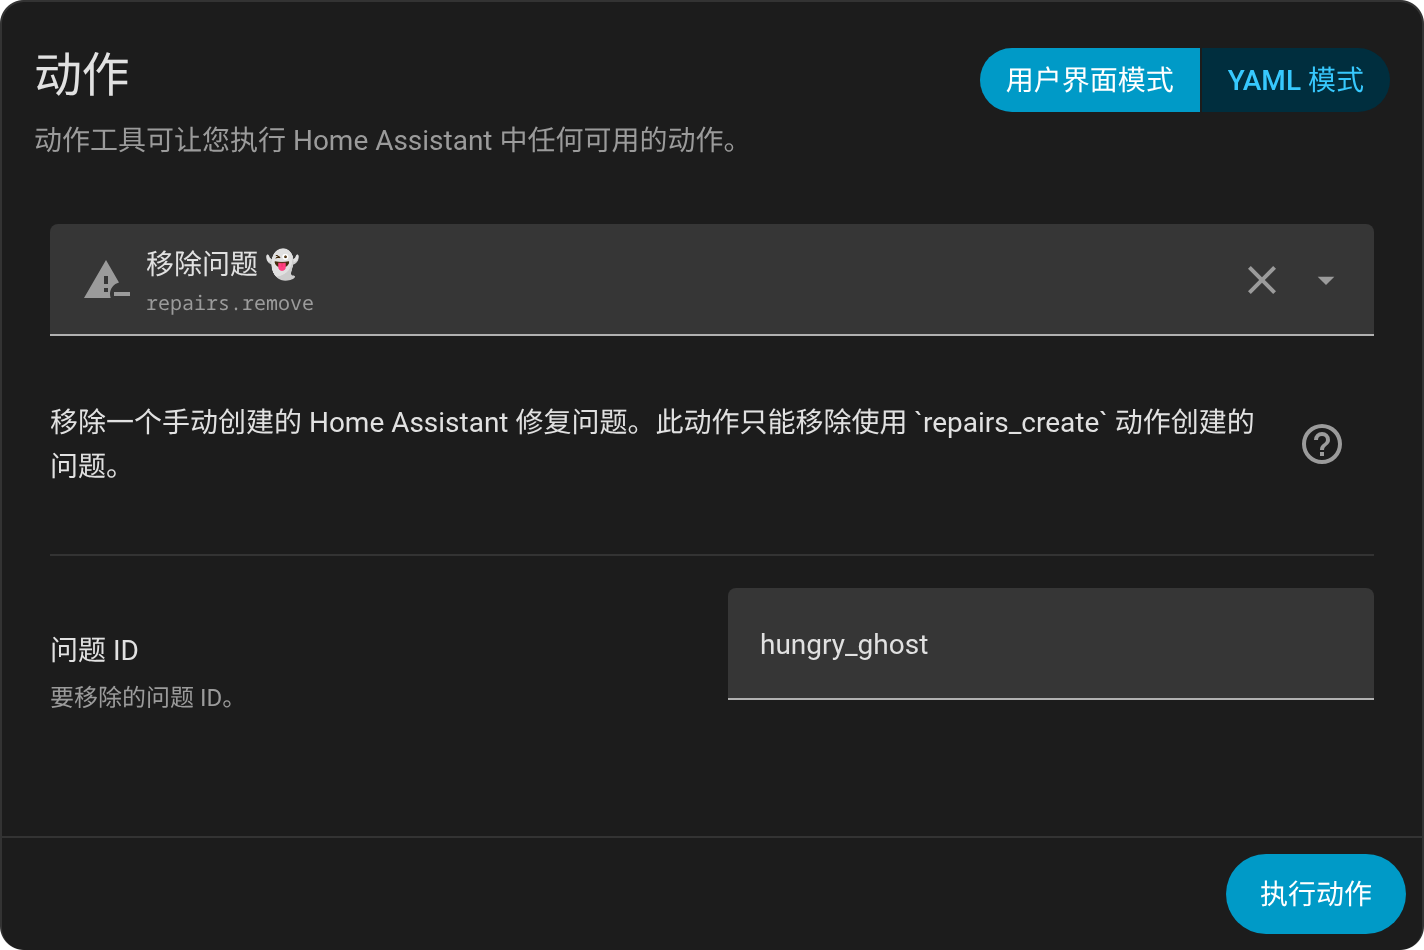 动作
用户界面模式
YAML 模式
动作工具可让您执行 Home Assistant 中任何可用的动作。
移除问题 👻
repairs.remove
移除一个手动创建的 Home Assistant 修复问题。此动作只能移除使用 `repairs_create` 动作创建的
问题。
问题 ID
要移除的问题 ID。
hungry_ghost
执行动作